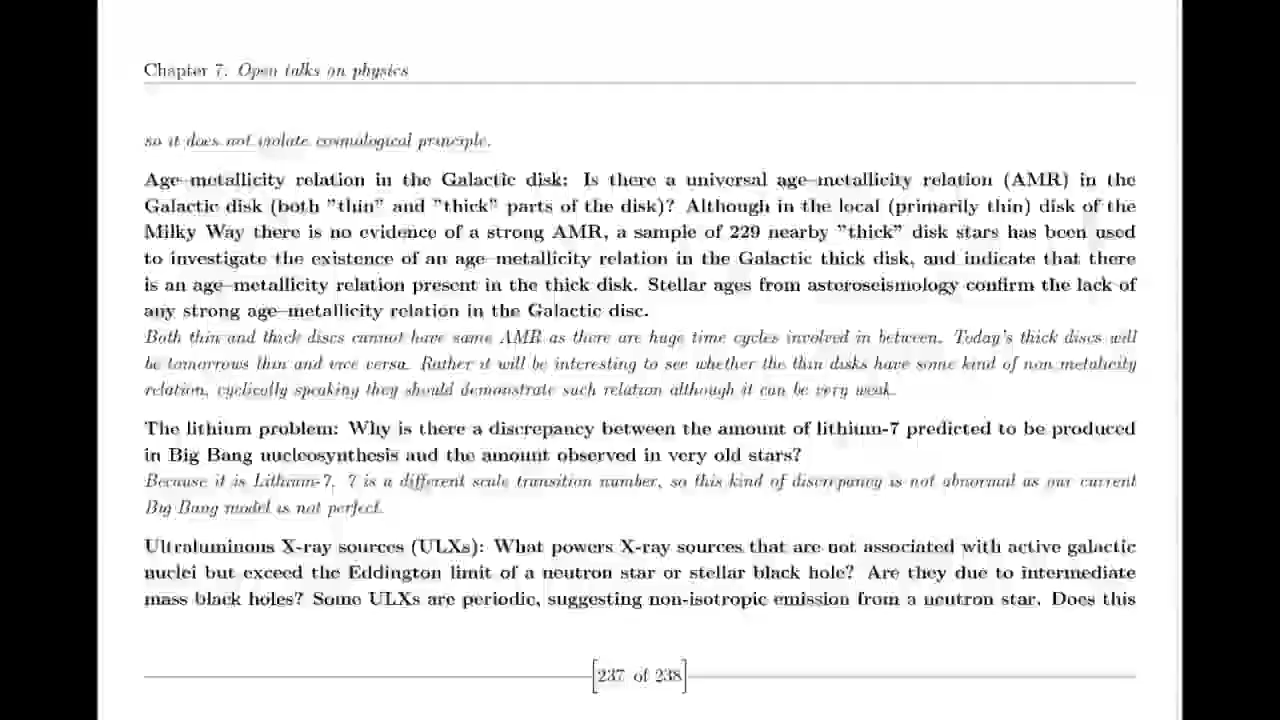 Chapter 7. Open talks on physics
so it does not violate cosmological principle.
Age–metallicity relation in the Galactic disk: Is there a universal age–metallicity relation (AMR) in the
Galactic disk (both "thin" and "thick" parts of the disk)? Although in the local (primarily thin) disk of the
Milky Way there is no evidence of a strong AMR, a sample of 229 nearby "thick" disk stars has been used
to investigate the existence of an age–metallicity relation in the Galactic thick disk, and indicate that there
is an age–metallicity relation present in the thick disk. Stellar ages from asteroseismology confirm the lack of
any strong age–metallicity relation in the Galactic disc.
Both thin and thick discs cannot have same AMR as there are huge time cycles involved in between. Today's thick discs will
be tomorrows thin and vice versa. Rather it will be interesting to see whether the thin disks have some kind of non metalicity
relation, cyclically speaking they should demonstrate such relation although it can be very weak.
The lithium problem: Why is there a discrepancy between the amount of lithium-7 predicted to be produced
in Big Bang nucleosynthesis and the amount observed in very old stars?
Because it is Lithium-7, 7 is a different scale transition number, so this kind of discrepancy is not abnormal as our current
Big Bang model is not perfect.
Ultraluminous X-ray sources (ULXs): What powers X-ray sources that are not associated with active galactic
nuclei but exceed the Eddington limit of a neutron star or stellar black hole? Are they due to intermediate
mass black holes? Some ULXs are periodic, suggesting non-isotropic emission from a neutron star. Does this
[237 of 238]